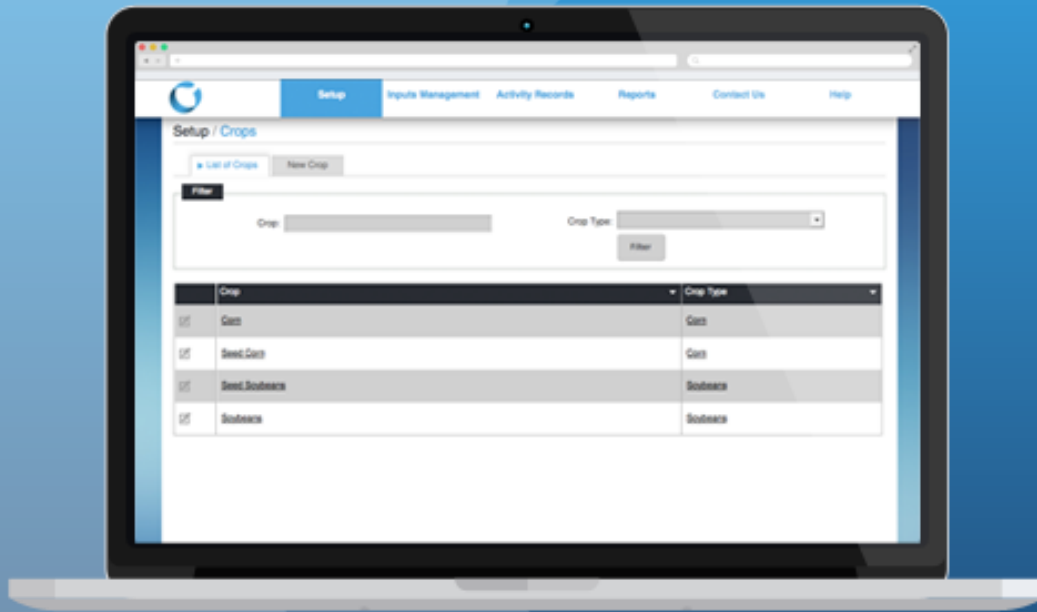 Setup Inputs Management Activity Records Reports Contact Us Help
Setup / Crops
List of Crops New Crop
Filter
Crop: Crop Type:
Filter
Crop Crop Type
Corn Corn
Seed Corn Corn
Seed Soybeans Soybeans
Soybeans Soybeans